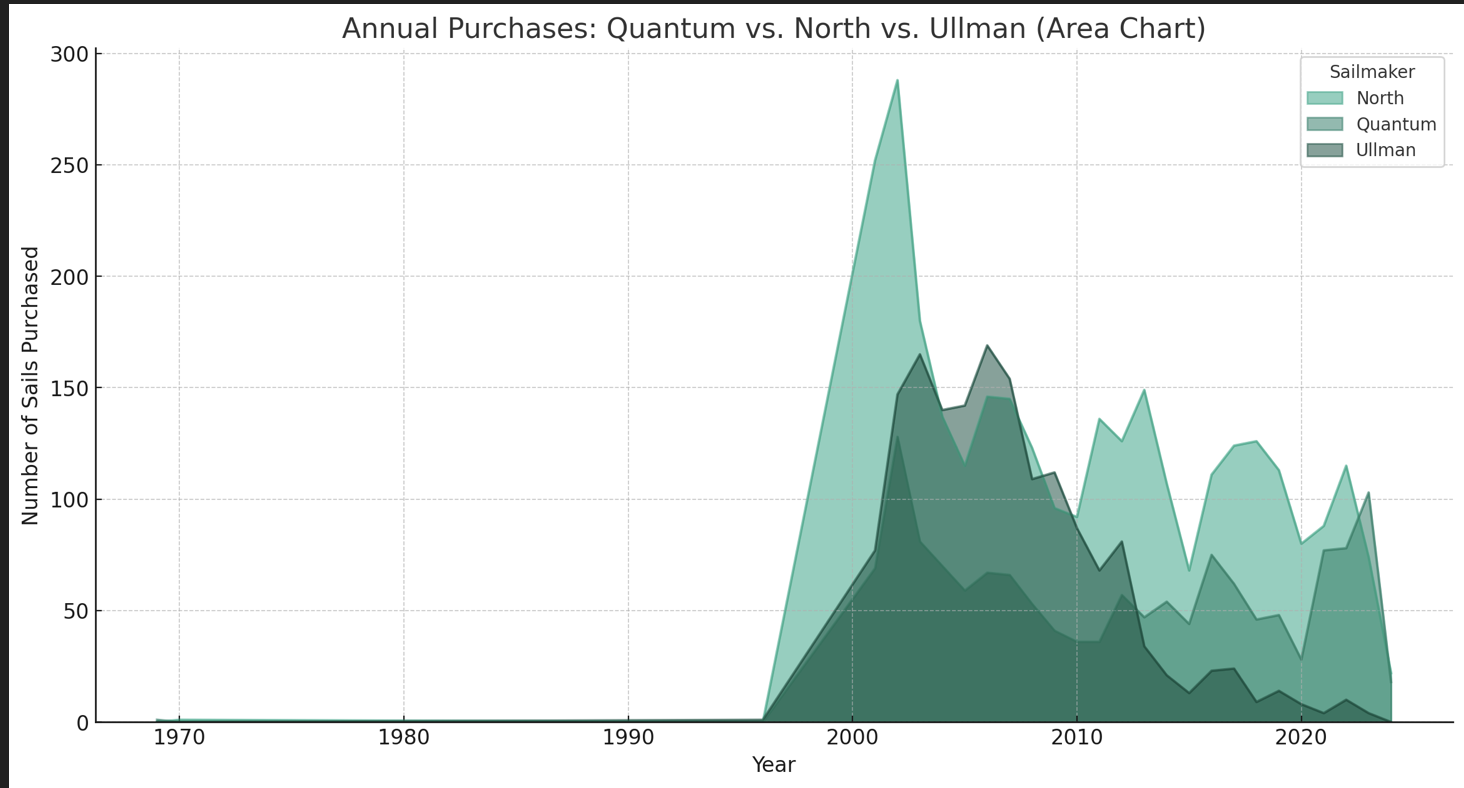 Annual Purchases: Quantum vs. North vs. Ullman (Area Chart)
300
250
200
150
100
50
0
Number of Sails Purchased
Sailmaker
North
Quantum
Ullman
1970 1980 1990 2000 2010 2020
Year